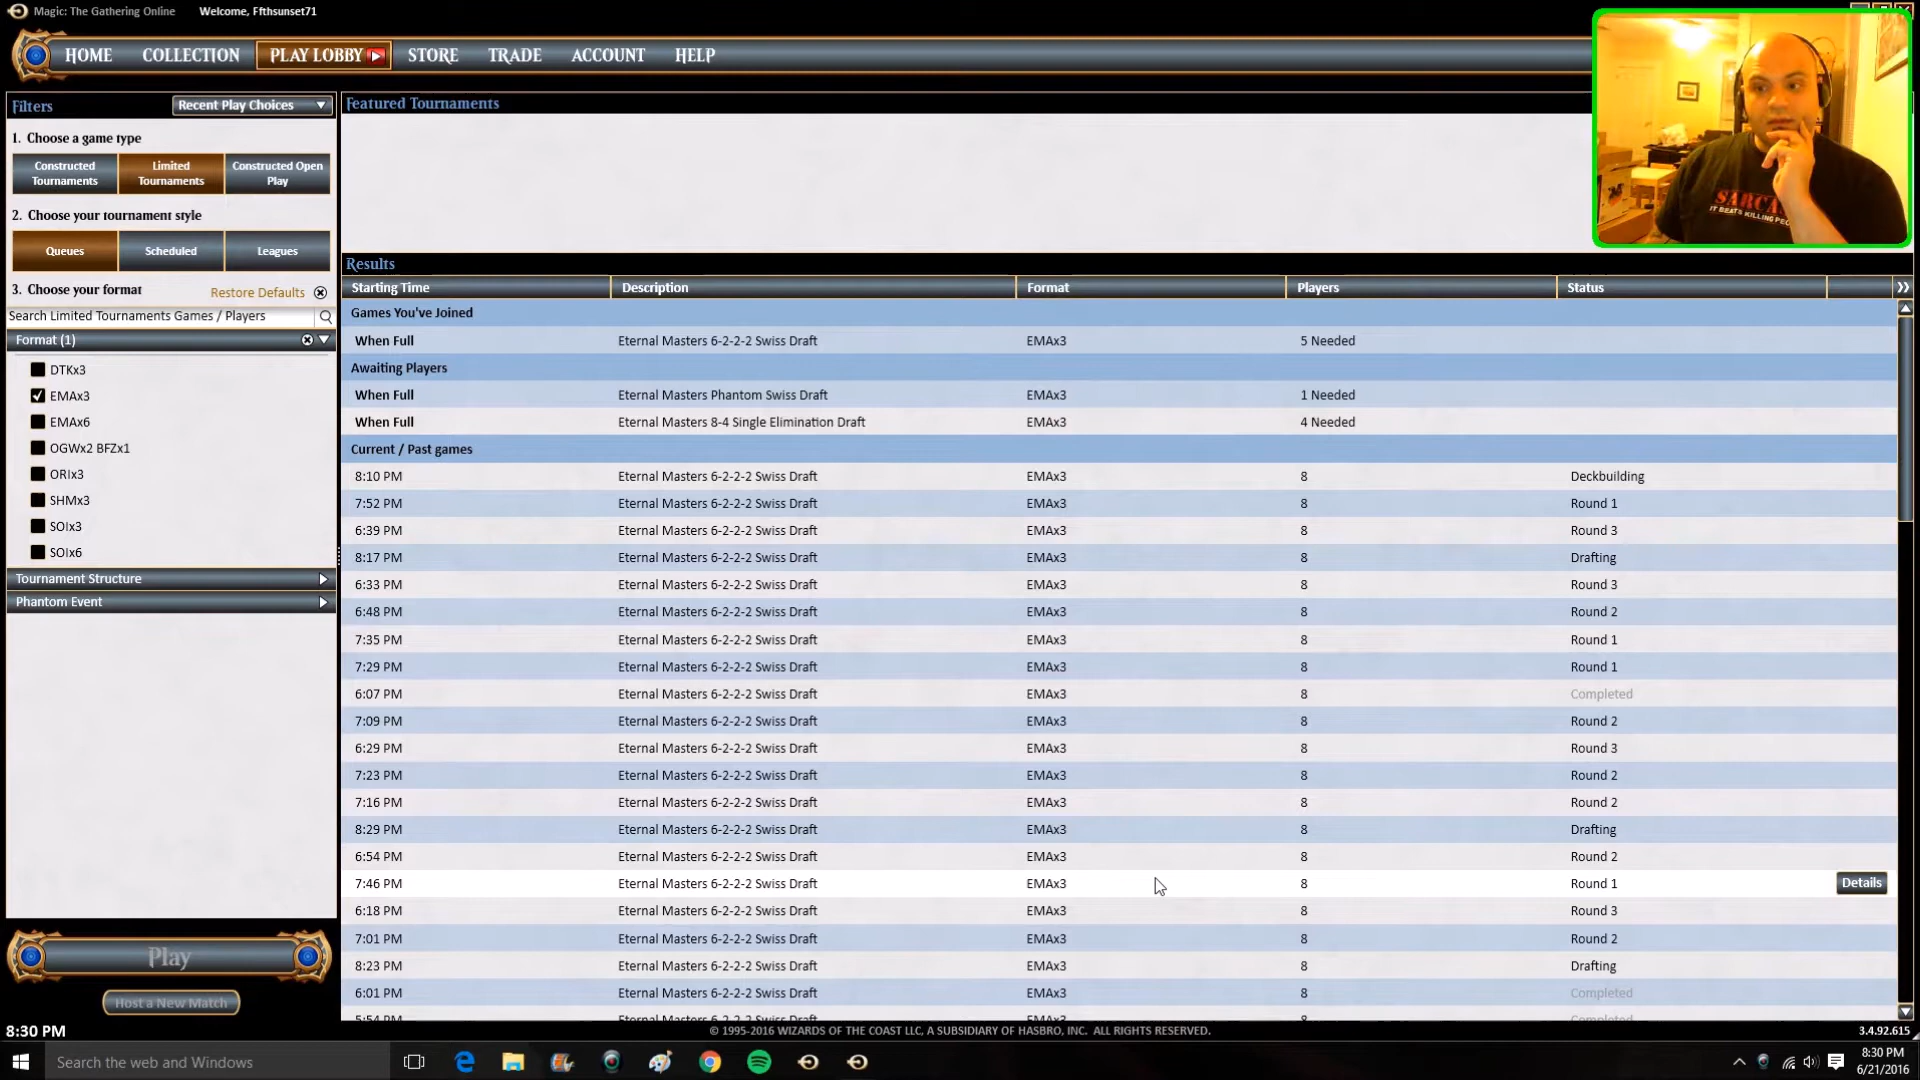 Magic: The Gathering Online Welcome, Ffthsunset71
HOME COLLECTION PLAY LOBBY STORE TRADE ACCOUNT HELP
Filters Recent Play Choices
1. Choose a game type
Constructed Tournaments Limited Tournaments Constructed Open Play
2. Choose your tournament style
Queues Scheduled Leagues
3. Choose your format Restore Defaults
Search Limited Tournaments Games / Players
Format (1)
DTKx3
EMAx3
EMAx6
OGWx2 BFZx1
ORIx3
SHMx3
SOIx3
SOIx6
Tournament Structure
Phantom Event
Play
Host a New Match
8:30 PM
Featured Tournaments
SARCAS
IT BEATS KILLING PEO
Results
Starting Time Description Format Players Status
Games You've Joined
When Full Eternal Masters 6-2-2-2 Swiss Draft EMAx3 5 Needed
Awaiting Players
When Full Eternal Masters Phantom Swiss Draft EMAx3 1 Needed
When Full Eternal Masters 8-4 Single Elimination Draft EMAx3 4 Needed
Current / Past games
8:10 PM Eternal Masters 6-2-2-2 Swiss Draft EMAx3 8 Deckbuilding
7:52 PM Eternal Masters 6-2-2-2 Swiss Draft EMAx3 8 Round 1
6:39 PM Eternal Masters 6-2-2-2 Swiss Draft EMAx3 8 Round 3
8:17 PM Eternal Masters 6-2-2-2 Swiss Draft EMAx3 8 Drafting
6:33 PM Eternal Masters 6-2-2-2 Swiss Draft EMAx3 8 Round 3
6:48 PM Eternal Masters 6-2-2-2 Swiss Draft EMAx3 8 Round 2
7:35 PM Eternal Masters 6-2-2-2 Swiss Draft EMAx3 8 Round 1
7:29 PM Eternal Masters 6-2-2-2 Swiss Draft EMAx3 8 Round 1
6:07 PM Eternal Masters 6-2-2-2 Swiss Draft EMAx3 8 Completed
7:09 PM Eternal Masters 6-2-2-2 Swiss Draft EMAx3 8 Round 2
6:29 PM Eternal Masters 6-2-2-2 Swiss Draft EMAx3 8 Round 3
7:23 PM Eternal Masters 6-2-2-2 Swiss Draft EMAx3 8 Round 2
7:16 PM Eternal Masters 6-2-2-2 Swiss Draft EMAx3 8 Round 2
8:29 PM Eternal Masters 6-2-2-2 Swiss Draft EMAx3 8 Drafting
6:54 PM Eternal Masters 6-2-2-2 Swiss Draft EMAx3 8 Round 2
7:46 PM Eternal Masters 6-2-2-2 Swiss Draft EMAx3 8 Round 1 Details
6:18 PM Eternal Masters 6-2-2-2 Swiss Draft EMAx3 8 Round 3
7:01 PM Eternal Masters 6-2-2-2 Swiss Draft EMAx3 8 Round 2
8:23 PM Eternal Masters 6-2-2-2 Swiss Draft EMAx3 8 Drafting
6:01 PM Eternal Masters 6-2-2-2 Swiss Draft EMAx3 8 Completed
5:54 PM Eternal Masters 6-2-2-2 Swiss Draft EMAx3 8 Completed
© 1995-2016 WIZARDS OF THE COAST LLC, A SUBSIDIARY OF HASBRO, INC. ALL RIGHTS RESERVED.
3.4.92.615
Search the web and Windows
8:30 PM
6/21/2016